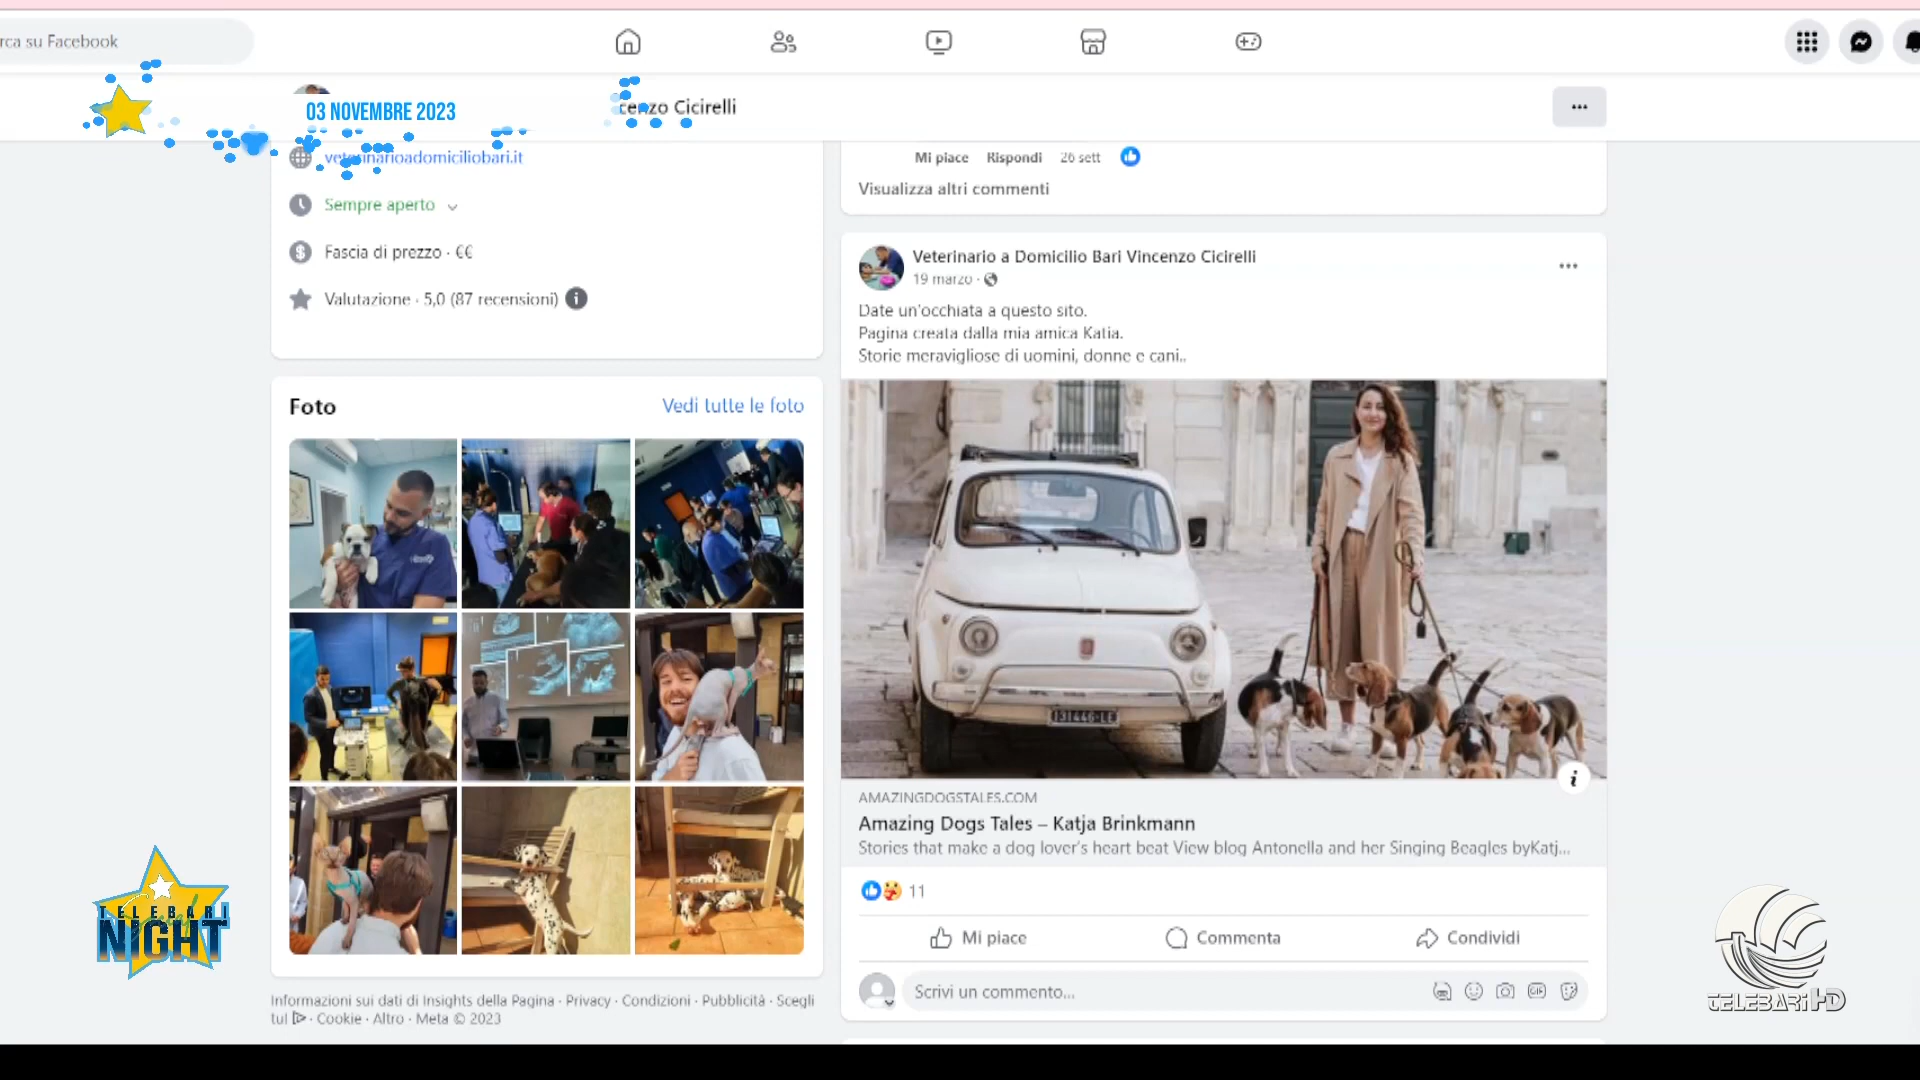 rca su Facebook
03 NOVEMBRE 2023
cenzo Cicirelli
veterinarioadomiciliobari.it
Sempre aperto
Fascia di prezzo · €€
Valutazione · 5,0 (87 recensioni)
Foto
Vedi tutte le foto
Informazioni sui dati di Insights della Pagina · Privacy · Condizioni · Pubblicità · Scegli
tu! · Cookie · Altro · Meta © 2023
Mi piace Rispondi 26 sett
Visualizza altri commenti
Veterinario a Domicilio Bari Vincenzo Cicirelli
19 marzo ·
Date un'occhiata a questo sito.
Pagina creata dalla mia amica Katia.
Storie meravigliose di uomini, donne e cani..
AMAZINGDOGSTALES.COM
Amazing Dogs Tales – Katja Brinkmann
Stories that make a dog lover's heart beat View blog Antonella and her Singing Beagles byKatj...
11
Mi piace Commenta Condividi
Scrivi un commento...
GIF
TELEBARI
NIGHT
TELEBARI HD